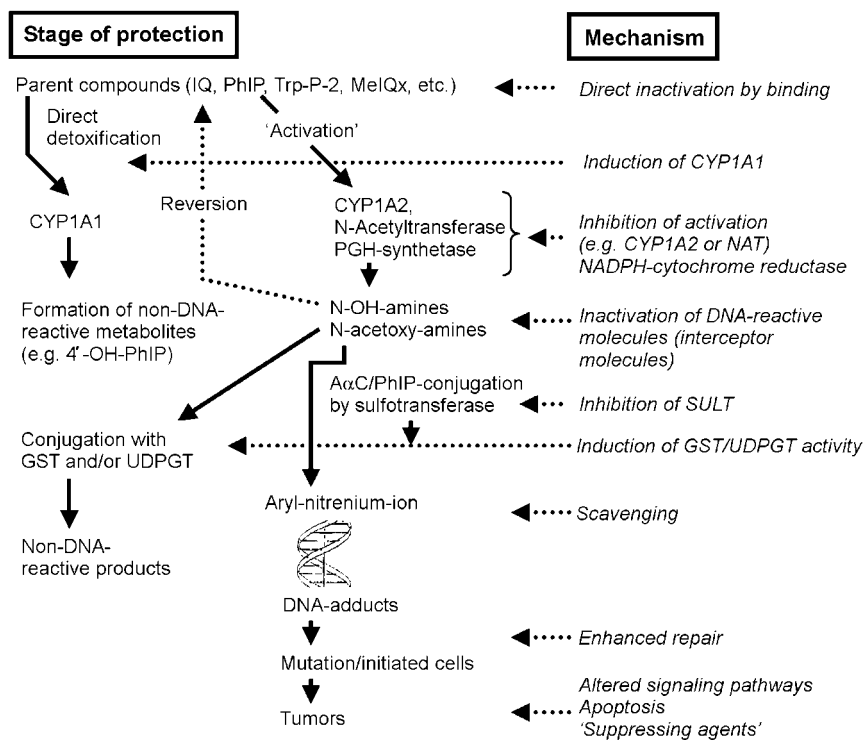 Stage of protection
Mechanism
Parent compounds (IQ, PhIP, Trp-P-2, MeIQx, etc.)
Direct inactivation by binding
Direct
detoxification
'Activation'
Induction of CYP1A1
Reversion
CYP1A1
CYP1A2,
N-Acetyltransferase
PGH-synthetase
Inhibition of activation
(e.g. CYP1A2 or NAT)
NADPH-cytochrome reductase
Formation of non-DNA-
reactive metabolites
(e.g. 4'-OH-PhIP)
N-OH-amines
N-acetoxy-amines
Inactivation of DNA-reactive
molecules (interceptor
molecules)
AαC/PhIP-conjugation
by sulfotransferase
Inhibition of SULT
Conjugation with
GST and/or UDPGT
Induction of GST/UDPGT activity
Aryl-nitrenium-ion
Scavenging
Non-DNA-
reactive products
DNA-adducts
Enhanced repair
Mutation/initiated cells
Altered signaling pathways
Apoptosis
'Suppressing agents'
Tumors